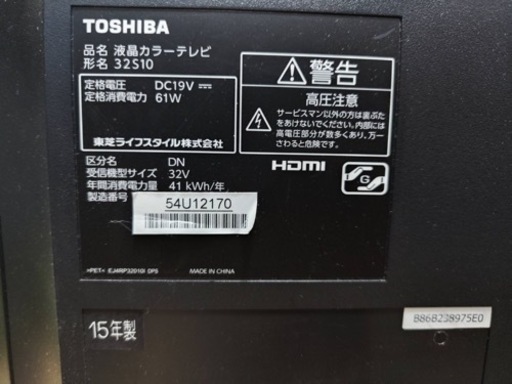 TOSHIBA
品名 液晶カラーテレビ
形名 32S10
定格電圧 DC19V ⎓
定格消費電力 61W
東芝ライフスタイル株式会社
区分名 DN
受信機型サイズ 32V
年間消費電力量 41 kWh/年
製造番号
54U12170
警告
高圧注意
サービスマン以外の方は裏ぶた
をあけないでください。内部には
高電圧部分が数多くあり、万一
さわると危険です。
HDMI
G
>PET< EJ4RP32010I 0PS MADE IN CHINA
15年製
B86B238975E0